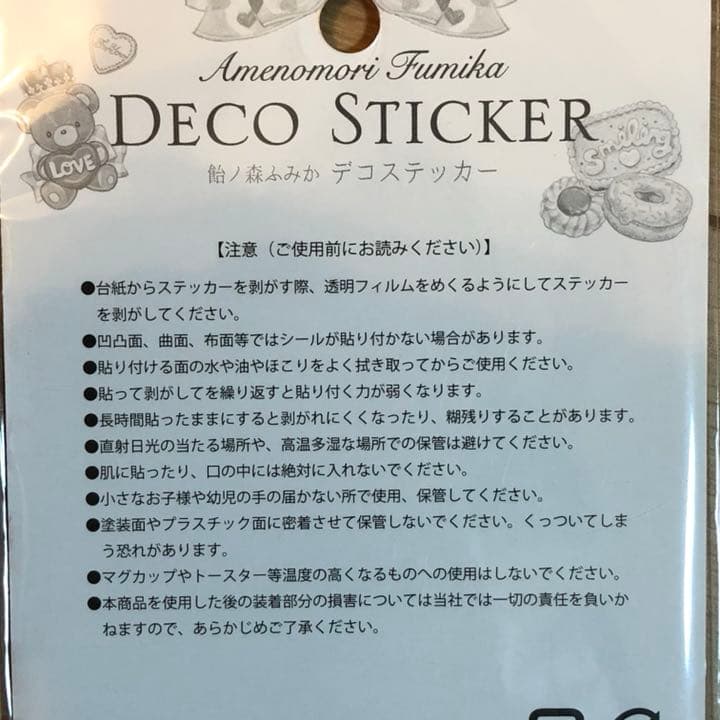 Amenomori Fumika
DECO STICKER
飴ノ森ふみか デコステッカー
LOVE
Smiling
【注意（ご使用前にお読みください）】
●台紙からステッカーを剥がす際、透明フィルムをめくるようにしてステッカー
を剥がしてください。
●凹凸面、曲面、布面等ではシールが貼り付かない場合があります。
●貼り付ける面の水や油やほこりをよく拭き取ってからご使用ください。
●貼って剥がしてを繰り返すと貼り付く力が弱くなります。
●長時間貼ったままにすると剥がれにくくなったり、糊残りすることがあります。
●直射日光の当たる場所や、高温多湿な場所での保管は避けてください。
●肌に貼ったり、口の中には絶対に入れないでください。
●小さなお子様や幼児の手の届かない所で使用、保管してください。
●塗装面やプラスチック面に密着させて保管しないでください。くっついてしま
う恐れがあります。
●マグカップやトースター等温度の高くなるものへの使用はしないでください。
●本商品を使用した後の装着部分の損害については当社では一切の責任を負いか
ねますので、あらかじめご了承ください。